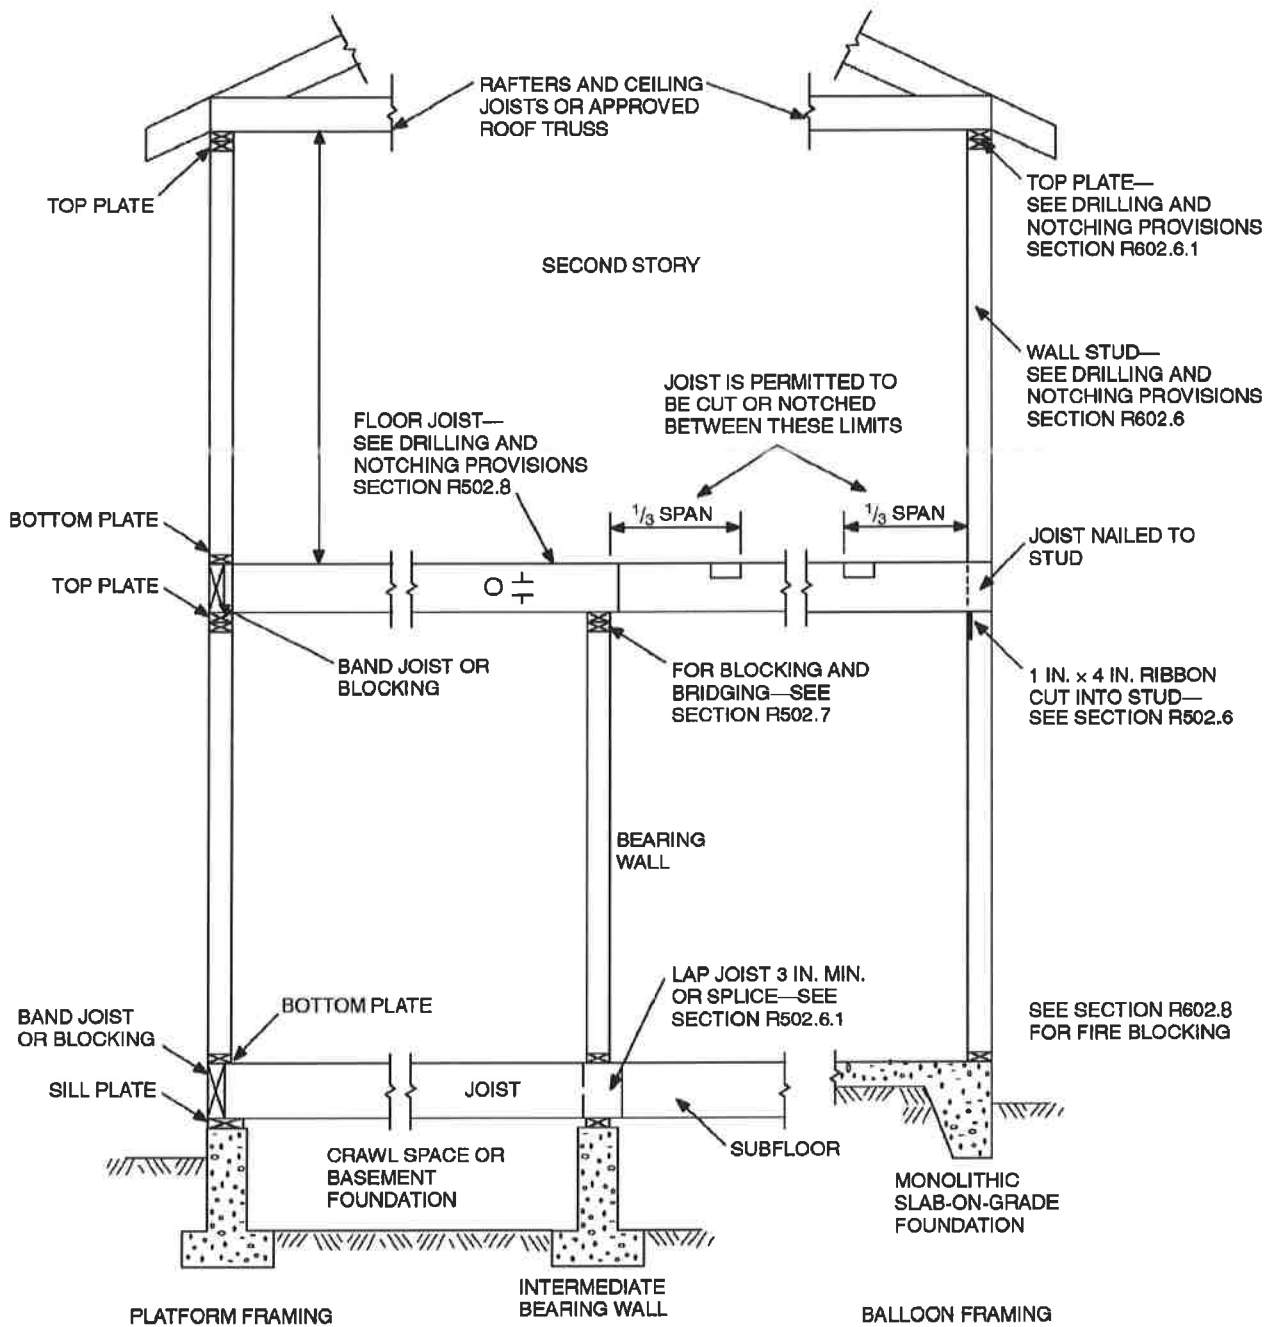 RAFTERS AND CEILING
JOISTS OR APPROVED
ROOF TRUSS
TOP PLATE
TOP PLATE—
SEE DRILLING AND
NOTCHING PROVISIONS
SECTION R602.6.1
SECOND STORY
WALL STUD—
SEE DRILLING AND
NOTCHING PROVISIONS
SECTION R602.6
JOIST IS PERMITTED TO
BE CUT OR NOTCHED
BETWEEN THESE LIMITS
FLOOR JOIST—
SEE DRILLING AND
NOTCHING PROVISIONS
SECTION R502.8
BOTTOM PLATE
1/3 SPAN
1/3 SPAN
JOIST NAILED TO
STUD
TOP PLATE
BAND JOIST OR
BLOCKING
FOR BLOCKING AND
BRIDGING—SEE
SECTION R502.7
1 IN. × 4 IN. RIBBON
CUT INTO STUD—
SEE SECTION R502.6
BEARING
WALL
LAP JOIST 3 IN. MIN.
OR SPLICE—SEE
SECTION R502.6.1
BOTTOM PLATE
BAND JOIST
OR BLOCKING
SEE SECTION R602.8
FOR FIRE BLOCKING
SILL PLATE
JOIST
SUBFLOOR
CRAWL SPACE OR
BASEMENT
FOUNDATION
MONOLITHIC
SLAB-ON-GRADE
FOUNDATION
INTERMEDIATE
BEARING WALL
PLATFORM FRAMING
BALLOON FRAMING